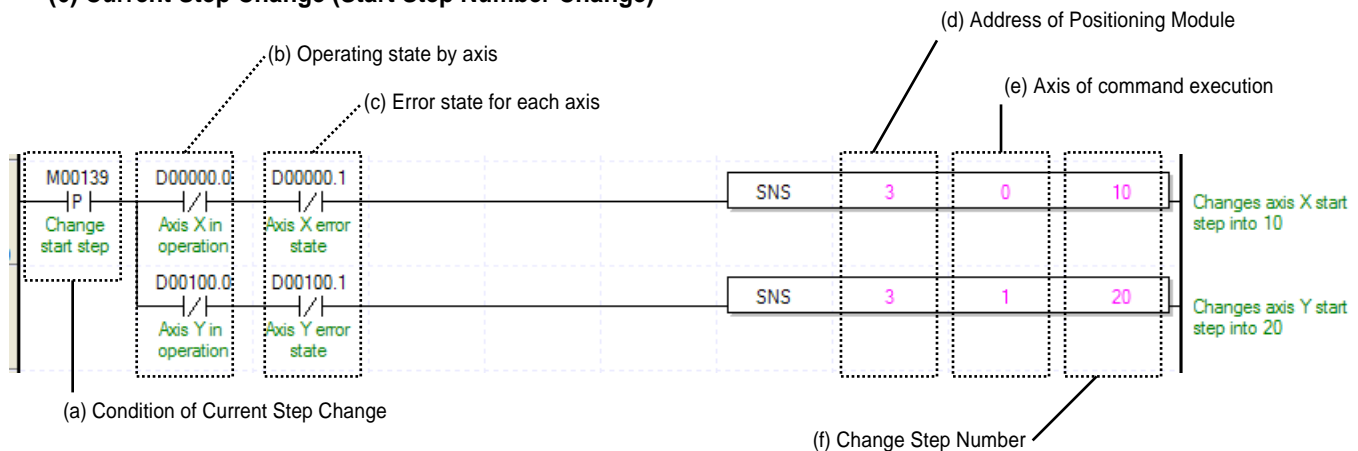 Current Step Change (Start Step Number Change)
(d) Address of Positioning Module
(b) Operating state by axis
(e) Axis of command execution
(c) Error state for each axis
M00139 D00000.0 D00000.1
P
SNS 3 0 10
Change Axis X in Axis X error
start step operation state
Changes axis X start
step into 10
D00100.0 D00100.1
SNS 3 1 20
Axis Y in Axis Y error
operation state
Changes axis Y start
step into 20
(a) Condition of Current Step Change
(f) Change Step Number